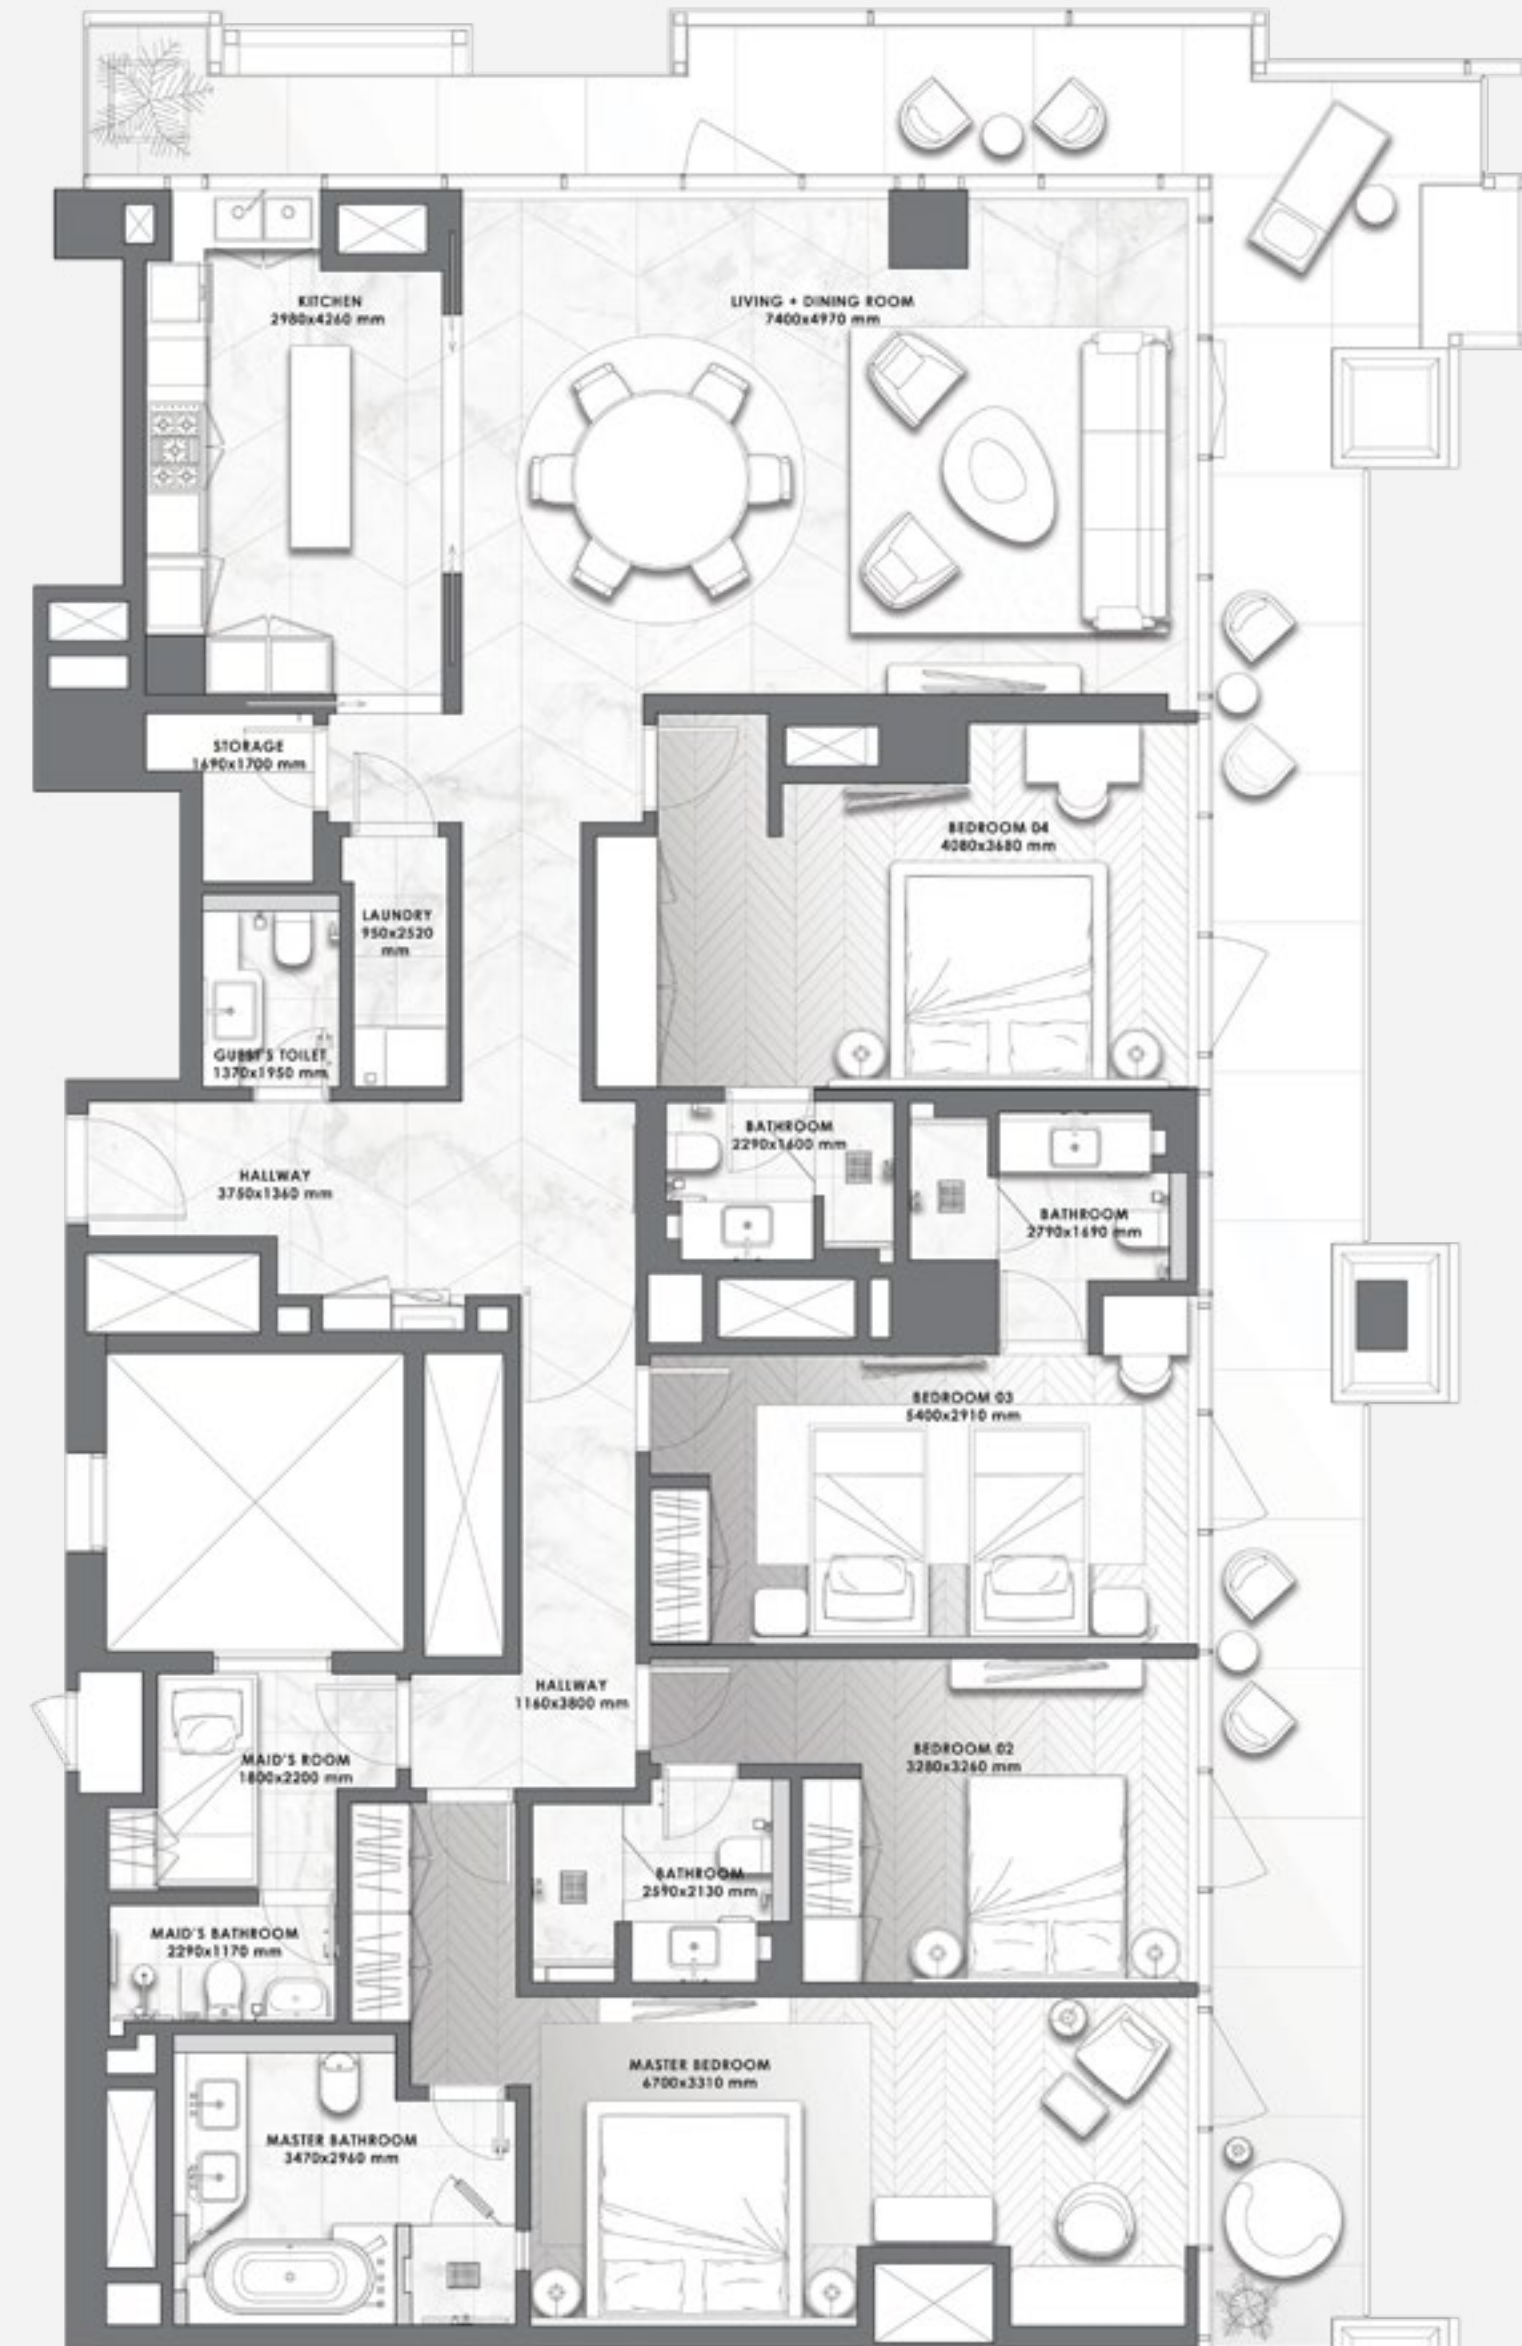 KITCHEN
2980x4260 mm
LIVING + DINING ROOM
7400x4970 mm
STORAGE
1690x1700 mm
BEDROOM 04
4080x3680 mm
LAUNDRY
950x2520
mm
GUEST'S TOILET
1370x1950 mm
BATHROOM
2290x1600 mm
HALLWAY
3750x1360 mm
BATHROOM
2790x1690 mm
BEDROOM 03
5400x2910 mm
HALLWAY
1160x3800 mm
BEDROOM 02
3280x3260 mm
MAID'S ROOM
1800x2200 mm
BATHROOM
2590x2130 mm
MAID'S BATHROOM
2290x1170 mm
MASTER BEDROOM
6700x3310 mm
MASTER BATHROOM
3470x2960 mm